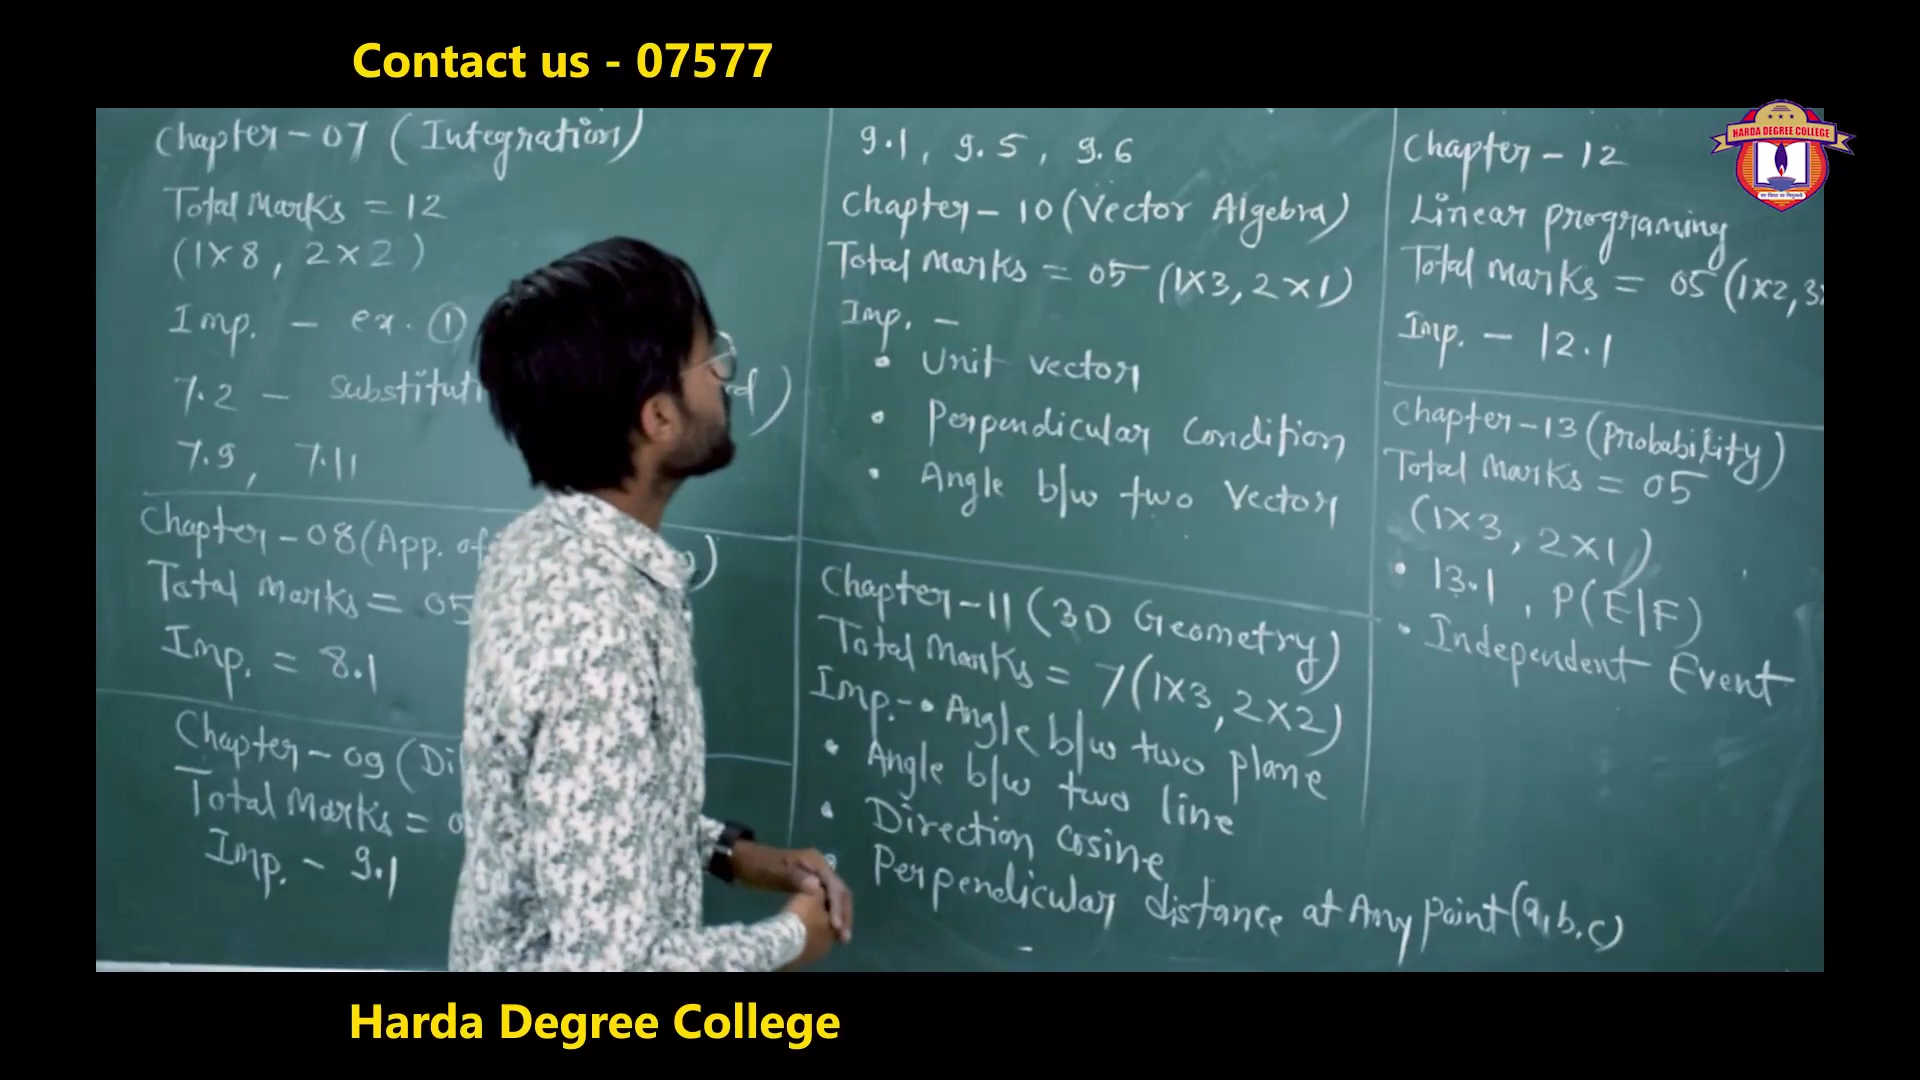 Contact us - 07577
HARDA DEGREE COLLEGE
Chapter - 07 ( Integration)
Total Marks = 12
(1x8, 2x2)
Imp. - ex. ①
7.2 - Substituti
7.9, 7.11
Chapter - 08 (App. of
Total Marks = 05
Imp. = 8.1
Chapter - 09 (Di
Total Marks = 0
Imp. - 9.1
9.1, 9.5, 9.6
Chapter - 10 (Vector Algebra)
Total Marks = 05 (1x3, 2x1)
Imp. -
• Unit vector
• Perpendicular Condition
• Angle b/w two Vector
Chapter - 11 (3D Geometry)
Total Marks = 7 (1x3, 2x2)
Imp. - • Angle b/w two plane
• Angle b/w two line
• Direction Cosine
• Perpendicular distance at Any Point (a,b,c)
Chapter - 12
Linear programing
Total Marks = 05 (1x2, 3
Imp. - 12.1
Chapter - 13 (Probability)
Total Marks = 05
(1x3, 2x1)
• 13.1, P(E|F)
• Independent Event
Harda Degree College